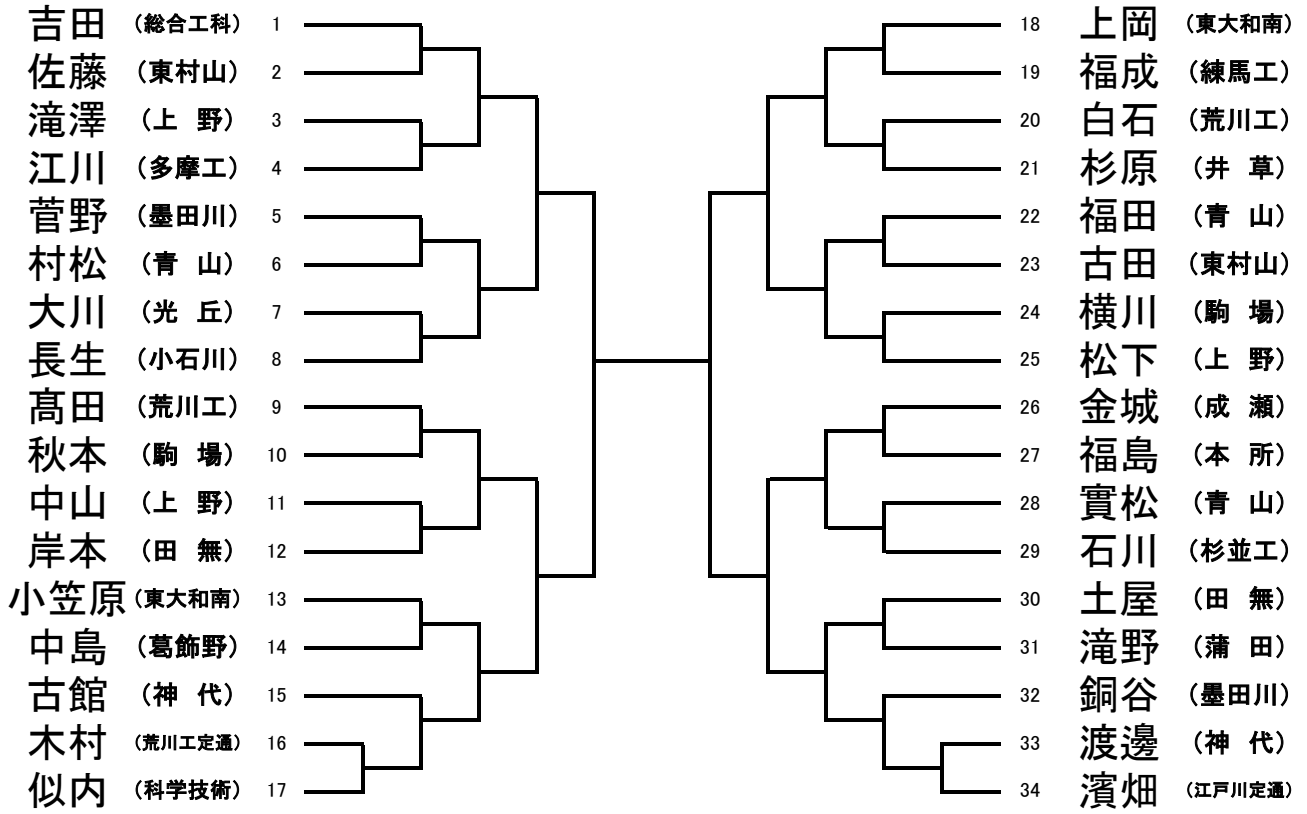 吉田 （総合工科） 1
佐藤 （東村山） 2
滝澤 （上 野） 3
江川 （多摩工） 4
菅野 （墨田川） 5
村松 （青 山） 6
大川 （光 丘） 7
長生 （小石川） 8
髙田 （荒川工） 9
秋本 （駒 場） 10
中山 （上 野） 11
岸本 （田 無） 12
小笠原 （東大和南） 13
中島 （葛飾野） 14
古館 （神 代） 15
木村 （荒川工定通） 16
似内 （科学技術） 17
18 上岡 （東大和南）
19 福成 （練馬工）
20 白石 （荒川工）
21 杉原 （井 草）
22 福田 （青 山）
23 古田 （東村山）
24 横川 （駒 場）
25 松下 （上 野）
26 金城 （成 瀬）
27 福島 （本 所）
28 實松 （青 山）
29 石川 （杉並工）
30 土屋 （田 無）
31 滝野 （蒲 田）
32 銅谷 （墨田川）
33 渡邊 （神 代）
34 濱畑 （江戸川定通）